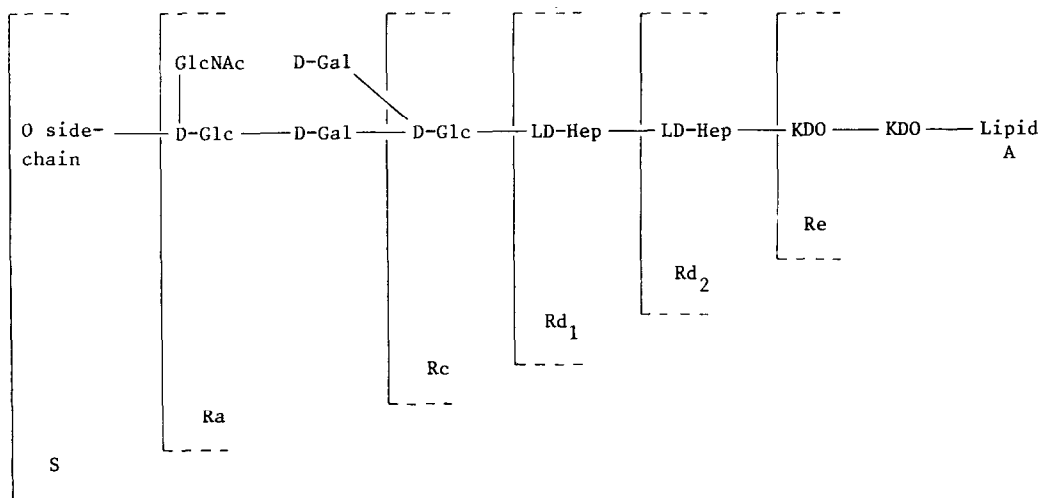 GlcNAc D-Gal
O side-chain D-Glc D-Gal D-Glc LD-Hep LD-Hep KDO KDO Lipid A
Re
Rd2
Rd1
Rc
Ra
S